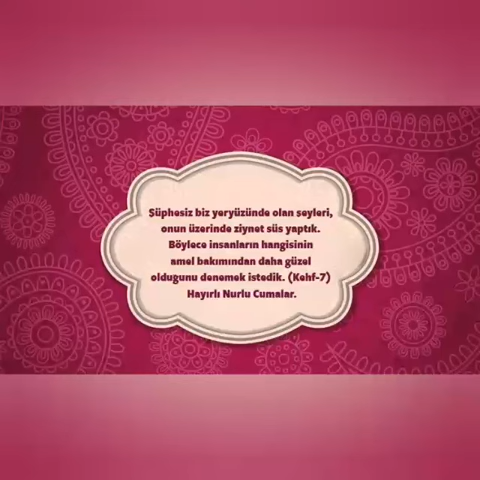 Şüphesiz biz yeryüzünde olan şeyleri,
onun üzerinde ziynet süs yaptık.
Böylece insanların hangisinin
amel bakımından daha güzel
oldugunu denemek istedik. (Kehf-7)
Hayırlı Nurlu Cumalar.